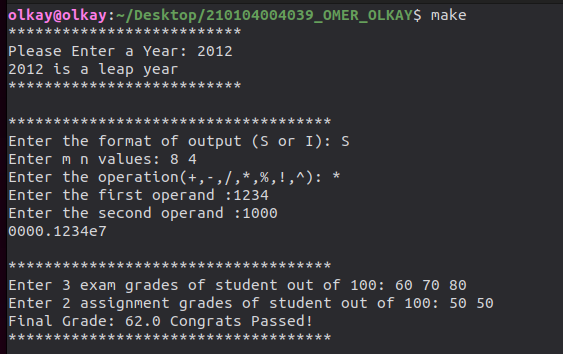 olkay@olkay:~/Desktop/210104004039_OMER_OLKAY$ make
**************************
Please Enter a Year: 2012
2012 is a leap year
**************************
************************************
Enter the format of output (S or I): S
Enter m n values: 8 4
Enter the operation(+,-,/,*,%,!,^): *
Enter the first operand :1234
Enter the second operand :1000
0000.1234e7
************************************
Enter 3 exam grades of student out of 100: 60 70 80
Enter 2 assignment grades of student out of 100: 50 50
Final Grade: 62.0 Congrats Passed!
************************************